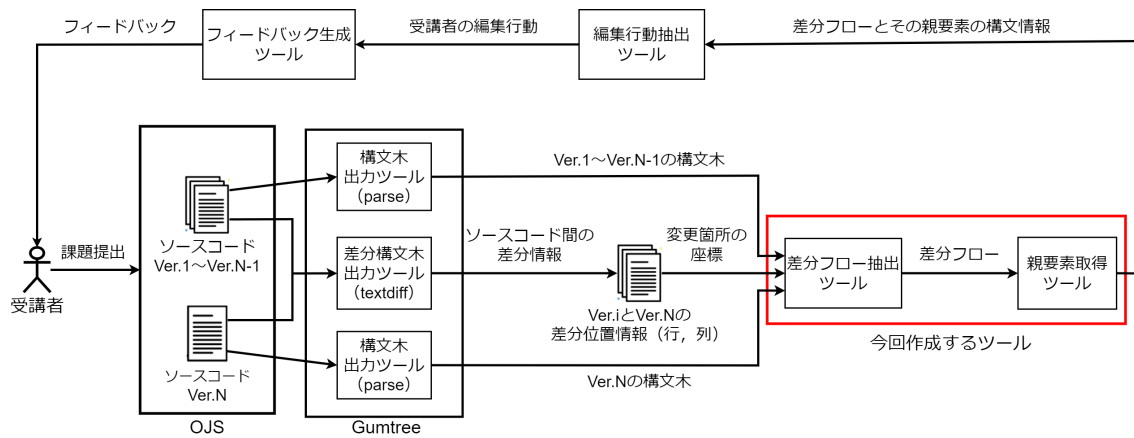 フィードバック
フィードバック生成
ツール
受講者の編集行動
編集行動抽出
ツール
差分フローとその親要素の構文情報
受講者
課題提出
ソースコード
Ver.1～Ver.N-1
ソースコード
Ver.N
OJS
構文木
出力ツール
（parse）
差分構文木
出力ツール
(textdiff)
構文木
出力ツール
（parse）
Gumtree
Ver.1～Ver.N-1の構文木
ソースコード間の
差分情報
変更箇所の
座標
Ver.iとVer.Nの
差分位置情報（行，列）
Ver.Nの構文木
差分フロー抽出
ツール
差分フロー
親要素取得
ツール
今回作成するツール